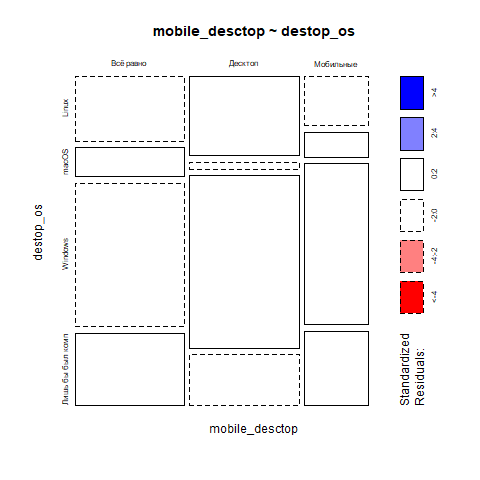 mobile_desctop ~ destop_os
Всё равно
Десктоп
Мобильные
Linux
macOS
Windows
Лишь бы был комп
destop_os
mobile_desctop
>4
2:4
0:2
-2:0
-4:-2
<-4
Standardized
Residuals: